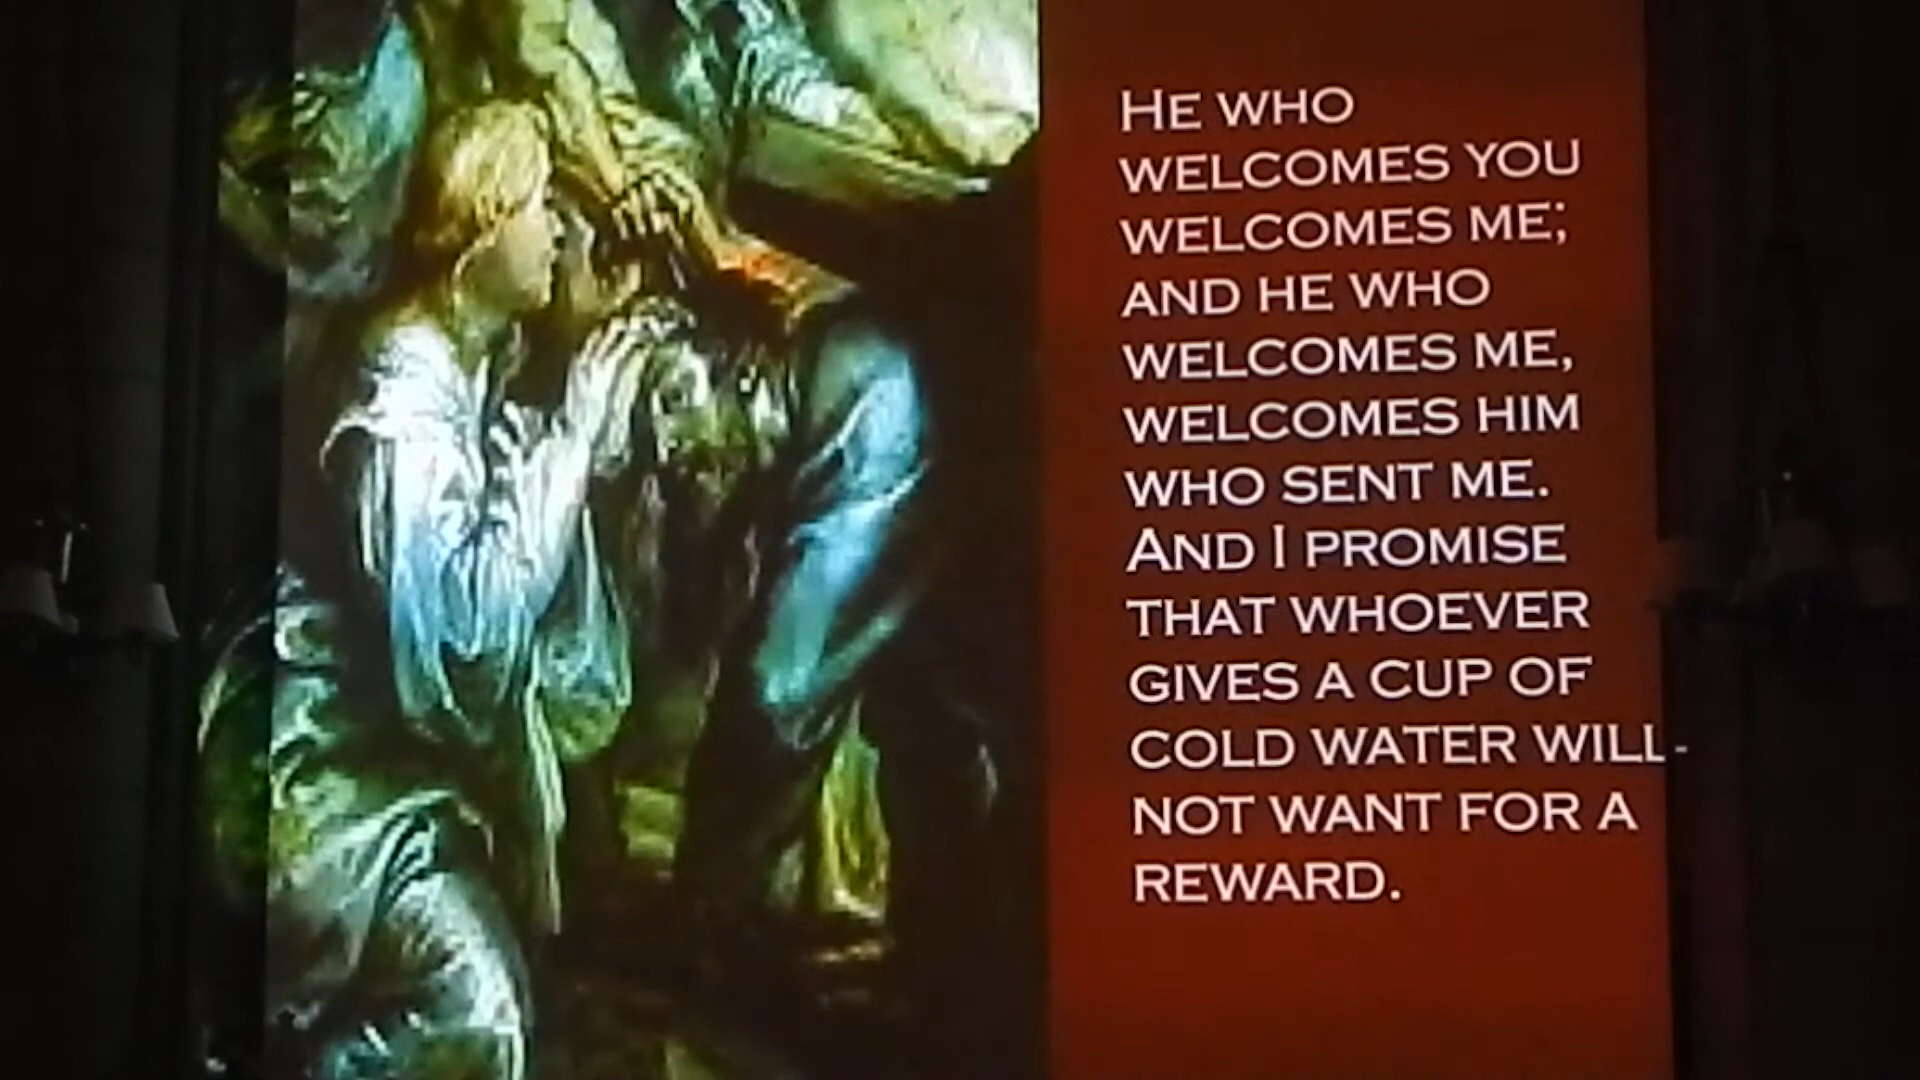 HE WHO
WELCOMES YOU
WELCOMES ME;
AND HE WHO
WELCOMES ME,
WELCOMES HIM
WHO SENT ME.
AND I PROMISE
THAT WHOEVER
GIVES A CUP OF
COLD WATER WILL-
NOT WANT FOR A
REWARD.